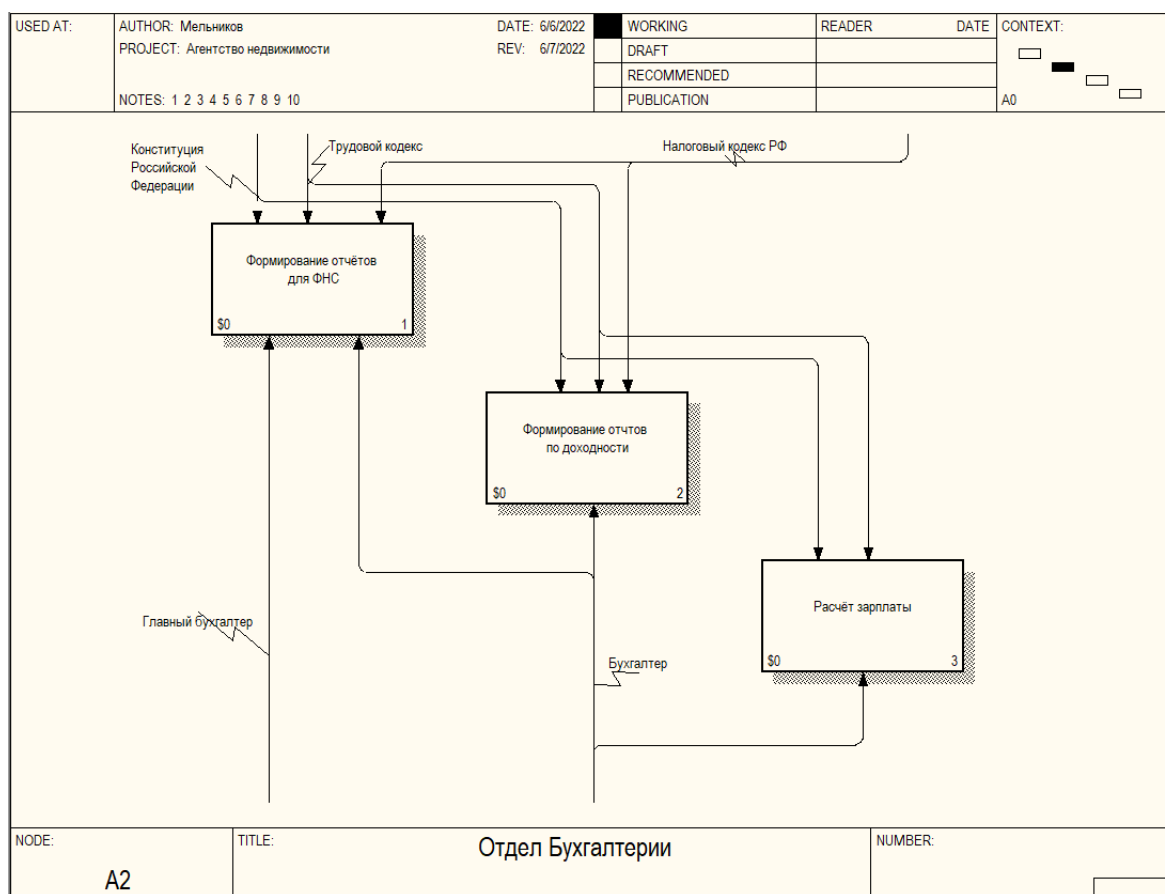 USED AT:
AUTHOR: Мельников
DATE: 6/6/2022
WORKING
READER
DATE
CONTEXT:
PROJECT: Агентство недвижимости
REV: 6/7/2022
DRAFT
RECOMMENDED
NOTES: 1 2 3 4 5 6 7 8 9 10
PUBLICATION
A0
Конституция
Российской
Федерации
Трудовой кодекс
Налоговый кодекс РФ
Формирование отчётов
для ФНС
$0
1
Формирование отчтов
по доходности
$0
2
Расчёт зарплаты
$0
3
Главный бухгалтер
Бухгалтер
NODE:
A2
TITLE:
Отдел Бухгалтерии
NUMBER: